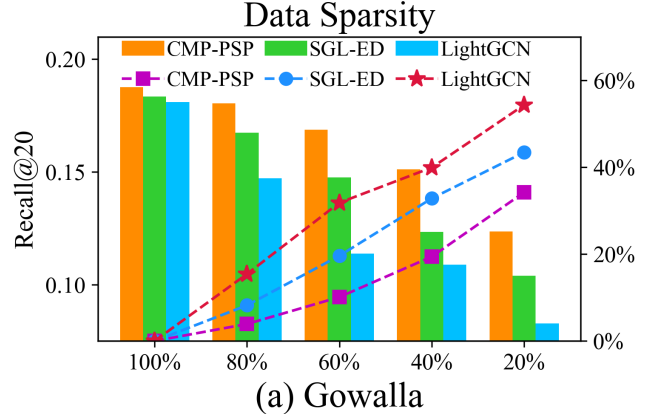 Data Sparsity
CMP-PSP SGL-ED LightGCN
CMP-PSP SGL-ED LightGCN
Recall@20
0.20
0.15
0.10
60%
40%
20%
0%
100% 80% 60% 40% 20%
(a) Gowalla